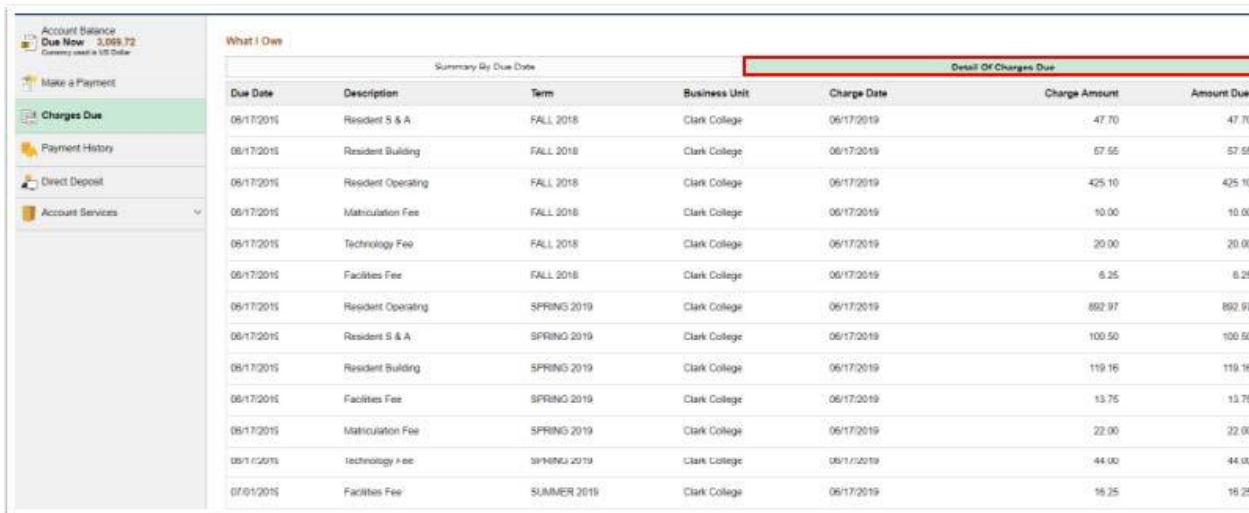 Account Balance
Due Now 3,069.72
Currency used is US Dollar
Make a Payment
Charges Due
Payment History
Direct Deposit
Account Services
What I Owe
Summary By Due Date Detail Of Charges Due
Due Date Description Term Business Unit Charge Date Charge Amount Amount Due
06/17/2019 Resident S & A FALL 2018 Clark College 06/17/2019 47.70 47.70
06/17/2019 Resident Building FALL 2018 Clark College 06/17/2019 57.55 57.55
06/17/2019 Resident Operating FALL 2018 Clark College 06/17/2019 425.10 425.10
06/17/2019 Matriculation Fee FALL 2018 Clark College 06/17/2019 10.00 10.00
06/17/2019 Technology Fee FALL 2018 Clark College 06/17/2019 20.00 20.00
06/17/2019 Facilities Fee FALL 2018 Clark College 06/17/2019 6.25 6.25
06/17/2019 Resident Operating SPRING 2019 Clark College 06/17/2019 892.97 892.97
06/17/2019 Resident S & A SPRING 2019 Clark College 06/17/2019 100.50 100.50
06/17/2019 Resident Building SPRING 2019 Clark College 06/17/2019 119.16 119.16
06/17/2019 Facilities Fee SPRING 2019 Clark College 06/17/2019 13.75 13.75
06/17/2019 Matriculation Fee SPRING 2019 Clark College 06/17/2019 22.00 22.00
06/17/2019 Technology Fee SPRING 2019 Clark College 06/17/2019 44.00 44.00
07/01/2019 Facilities Fee SUMMER 2019 Clark College 06/17/2019 16.25 16.25